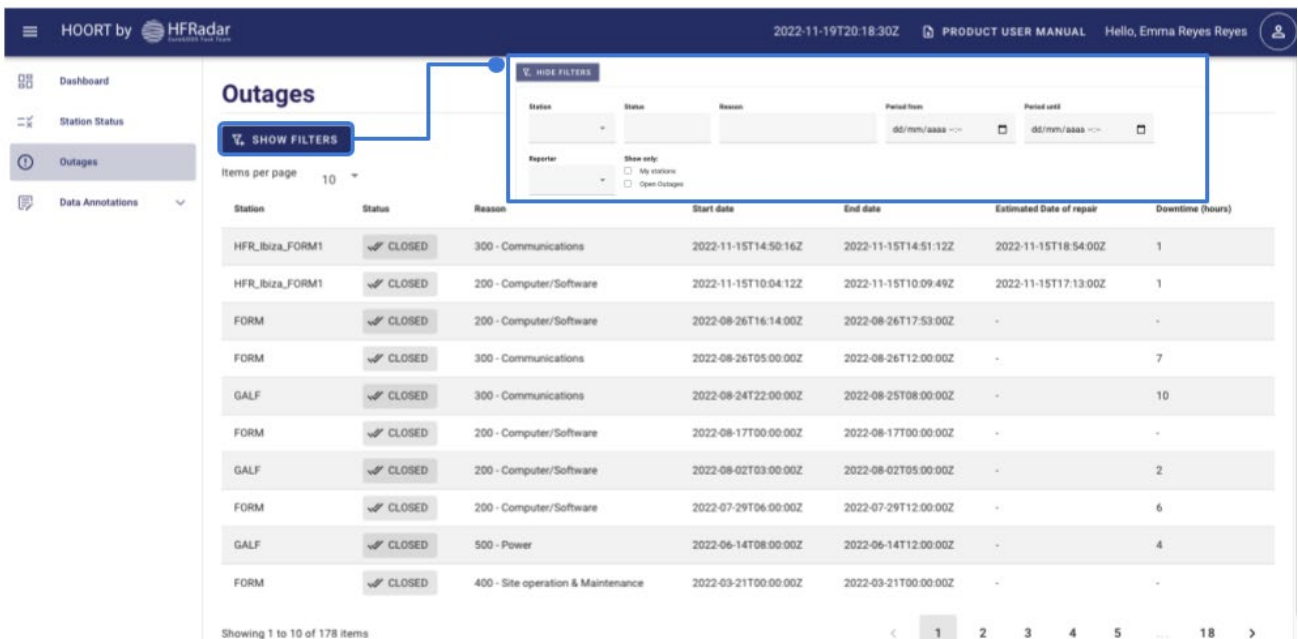 HOORT by HFRadar
EuroGOOS Task Team
2022-11-19T20:18:30Z
PRODUCT USER MANUAL
Hello, Emma Reyes Reyes
Dashboard
Station Status
Outages
Data Annotations
Outages
SHOW FILTERS
HIDE FILTERS
Station Status Reason Period from Period until
dd/mm/aaaa --:-- dd/mm/aaaa --:--
Reporter Show only:
My stations
Open Outages
Items per page 10
Station Status Reason Start date End date Estimated Date of repair Downtime (hours)
HFR_Ibiza_FORM1 CLOSED 300 - Communications 2022-11-15T14:50:16Z 2022-11-15T14:51:12Z 2022-11-15T18:54:00Z 1
HFR_Ibiza_FORM1 CLOSED 200 - Computer/Software 2022-11-15T10:04:12Z 2022-11-15T10:09:49Z 2022-11-15T17:13:00Z 1
FORM CLOSED 200 - Computer/Software 2022-08-26T16:14:00Z 2022-08-26T17:53:00Z - -
FORM CLOSED 300 - Communications 2022-08-26T05:00:00Z 2022-08-26T12:00:00Z - 7
GALF CLOSED 300 - Communications 2022-08-24T22:00:00Z 2022-08-25T08:00:00Z - 10
FORM CLOSED 200 - Computer/Software 2022-08-17T00:00:00Z 2022-08-17T00:00:00Z - -
GALF CLOSED 200 - Computer/Software 2022-08-02T03:00:00Z 2022-08-02T05:00:00Z - 2
FORM CLOSED 200 - Computer/Software 2022-07-29T06:00:00Z 2022-07-29T12:00:00Z - 6
GALF CLOSED 500 - Power 2022-06-14T08:00:00Z 2022-06-14T12:00:00Z - 4
FORM CLOSED 400 - Site operation & Maintenance 2022-03-21T00:00:00Z 2022-03-21T00:00:00Z - -
Showing 1 to 10 of 178 items
< 1 2 3 4 5 ... 18 >